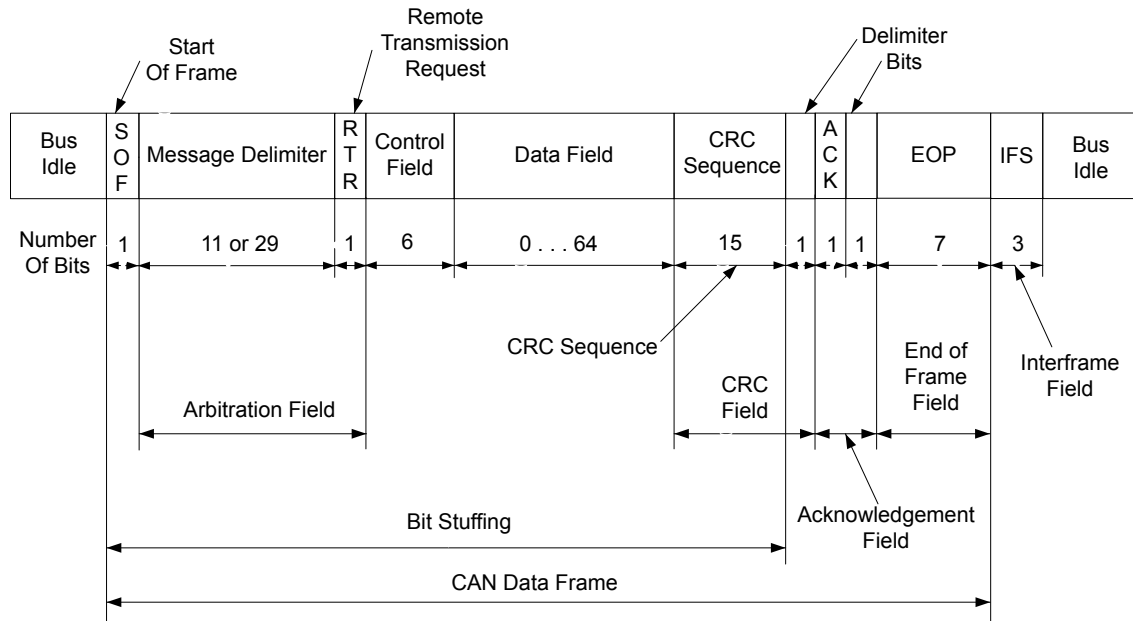 Start
Of Frame
Remote
Transmission
Request
Delimiter
Bits
Bus
Idle
S
O
F
Message Delimiter
R
T
R
Control
Field
Data Field
CRC
Sequence
A
C
K
EOP
IFS
Bus
Idle
Number
Of Bits
1
11 or 29
1
6
0 . . . 64
15
1
1
1
7
3
CRC Sequence
Arbitration Field
CRC
Field
End of
Frame
Field
Interframe
Field
Bit Stuffing
Acknowledgement
Field
CAN Data Frame